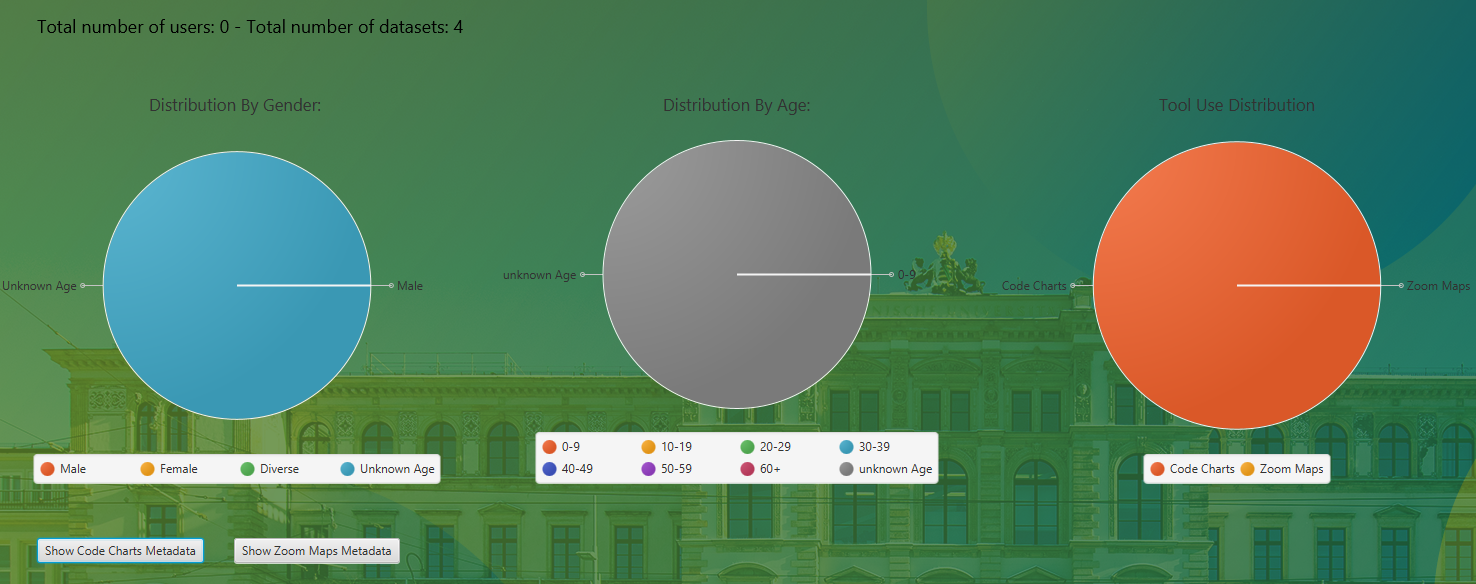 Total number of users: 0 - Total number of datasets: 4
Distribution By Gender:
Unknown Age
Male
Male Female Diverse Unknown Age
Distribution By Age:
unknown Age
0-9
0-9 10-19 20-29 30-39
40-49 50-59 60+ unknown Age
Tool Use Distribution
Code Charts
Zoom Maps
Code Charts Zoom Maps
Show Code Charts Metadata
Show Zoom Maps Metadata